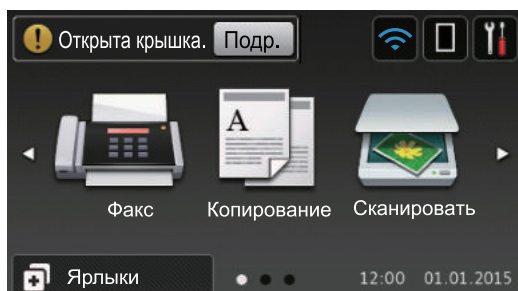 Открыта крышка. Подр.
A
Факс Копирование Сканировать
Ярлыки 12:00 01.01.2015